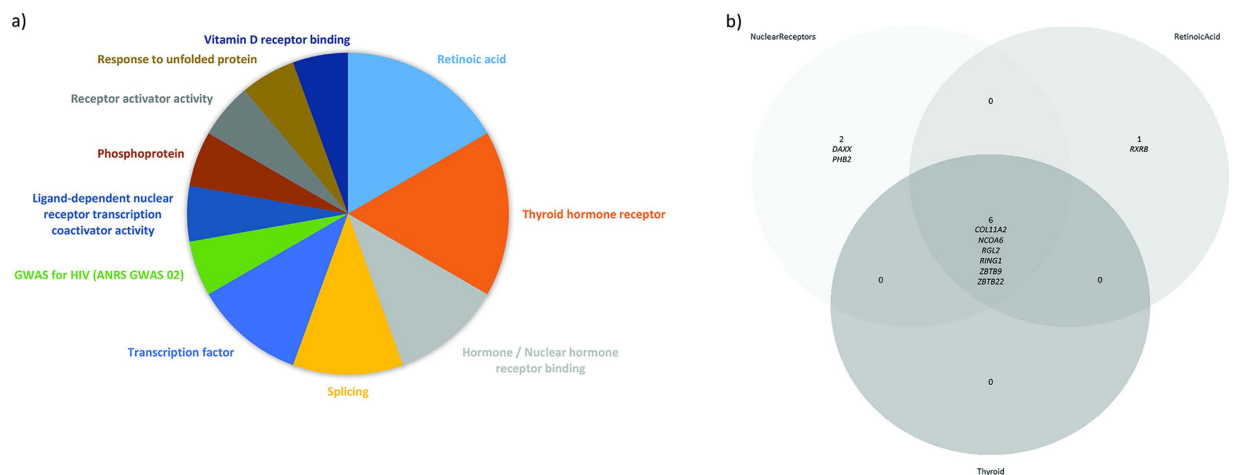 a)
Vitamin D receptor binding
Response to unfolded protein
Retinoic acid
Receptor activator activity
Phosphoprotein
Ligand-dependent nuclear
receptor transcription
coactivator activity
Thyroid hormone receptor
GWAS for HIV (ANRS GWAS 02)
Transcription factor
Hormone / Nuclear hormone
receptor binding
Splicing
b)
NuclearReceptors
RetinoicAcid
0
2
DAXX
PHB2
1
RXRB
6
COL11A2
NCOA6
RGL2
RING1
ZBTB9
ZBTB22
0
0
0
Thyroid